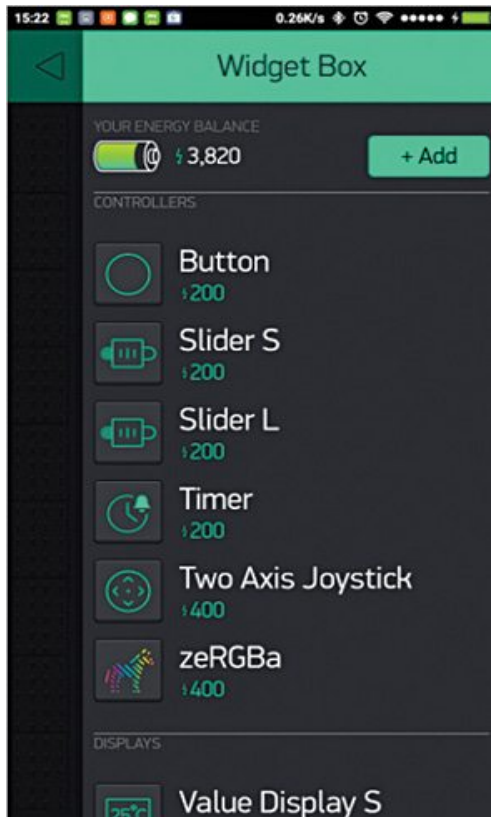 15:22 0.26K/s
Widget Box
YOUR ENERGY BALANCE
3,820
+ Add
CONTROLLERS
Button
200
Slider S
200
Slider L
200
Timer
200
Two Axis Joystick
400
zeRGBa
400
DISPLAYS
Value Display S
25°C